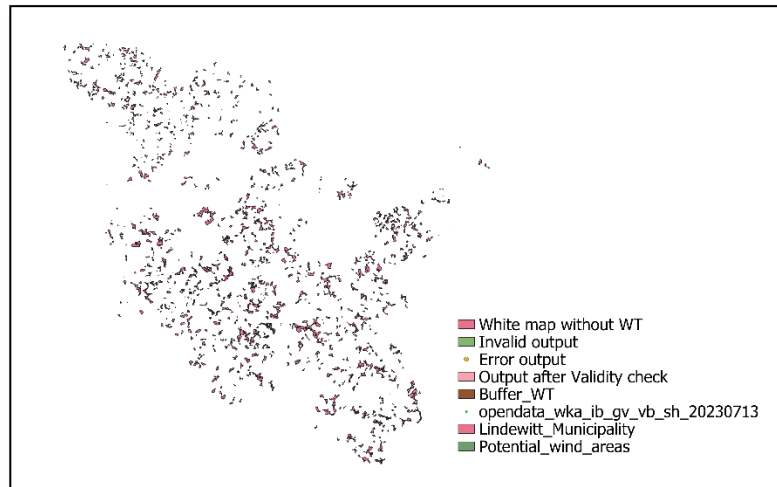 White map without WT
Invalid output
Error output
Output after Validity check
Buffer_WT
opendata_wka_ib_gv_vb_sh_20230713
Lindewitt_Municipality
Potential_wind_areas